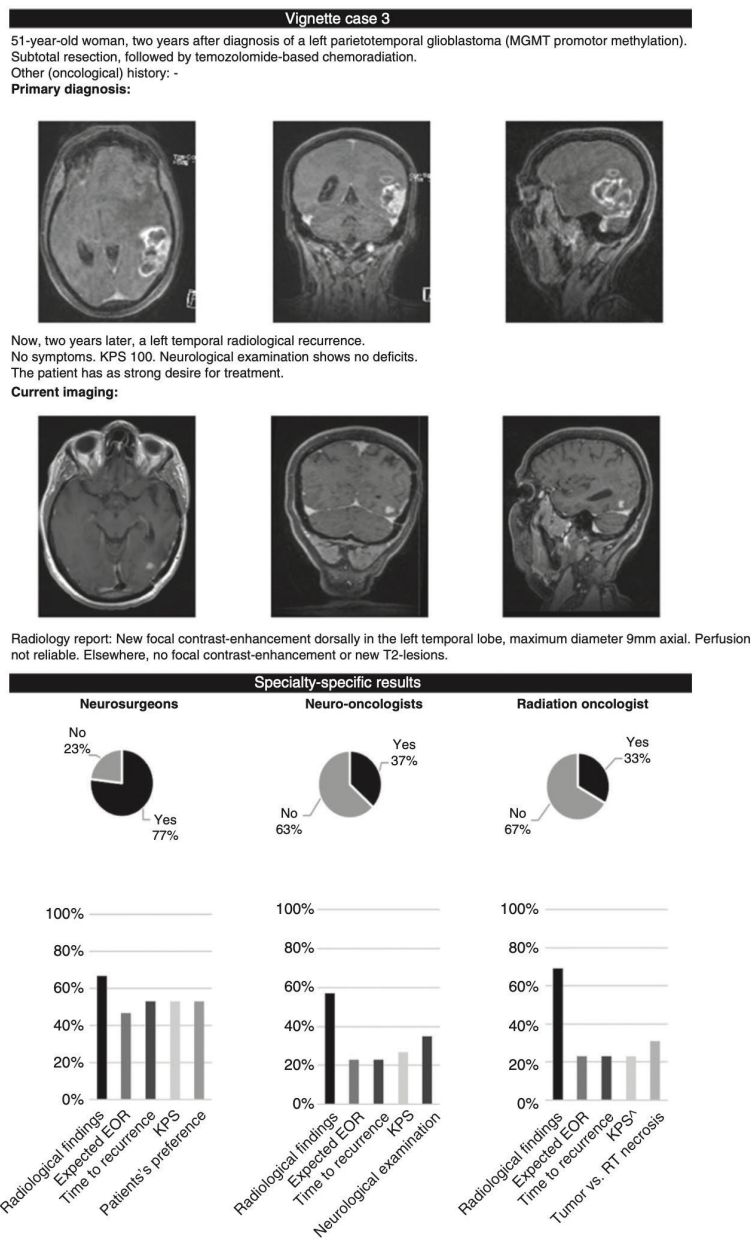 Vignette case 3
51-year-old woman, two years after diagnosis of a left parietotemporal glioblastoma (MGMT promotor methylation).
Subtotal resection, followed by temozolomide-based chemoradiation.
Other (oncological) history: -
Primary diagnosis:
Now, two years later, a left temporal radiological recurrence.
No symptoms. KPS 100. Neurological examination shows no deficits.
The patient has as strong desire for treatment.
Current imaging:
Radiology report: New focal contrast-enhancement dorsally in the left temporal lobe, maximum diameter 9mm axial. Perfusion
not reliable. Elsewhere, no focal contrast-enhancement or new T2-lesions.
Specialty-specific results
Neurosurgeons
No
23%
Yes
77%
100%
80%
60%
40%
20%
0%
Radiological findings
Expected EOR
Time to recurrence
KPS
Patients's preference
Neuro-oncologists
Yes
37%
No
63%
100%
80%
60%
40%
20%
0%
Radiological findings
Expected EOR
Time to recurrence
KPS
Neurological examination
Radiation oncologist
Yes
33%
No
67%
100%
80%
60%
40%
20%
0%
Radiological findings
Expected EOR
Time to recurrence
KPS^
Tumor vs. RT necrosis